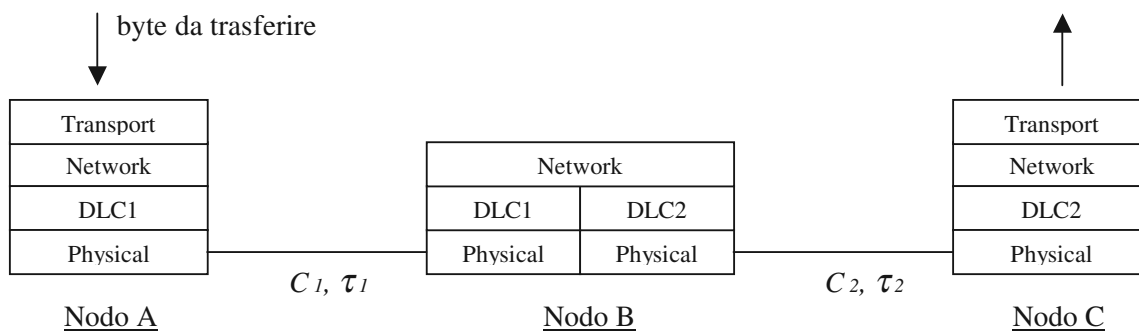 byte da trasferire
Transport
Network
DLC1
Physical
Network
DLC1 DLC2
Physical Physical
Transport
Network
DLC2
Physical
C1, τ1
C2, τ2
Nodo A
Nodo B
Nodo C